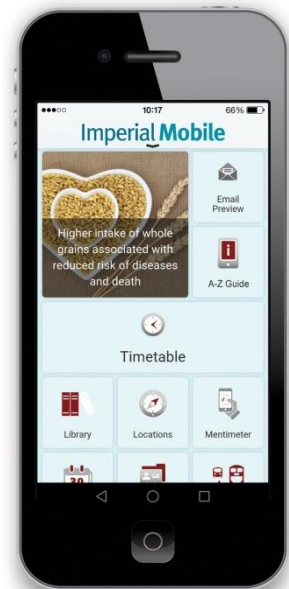 10:17
66%
Imperial Mobile
Higher intake of whole
grains associated with
reduced risk of diseases
and death
Email
Preview
A-Z Guide
Timetable
Library
Locations
Mentimeter
30